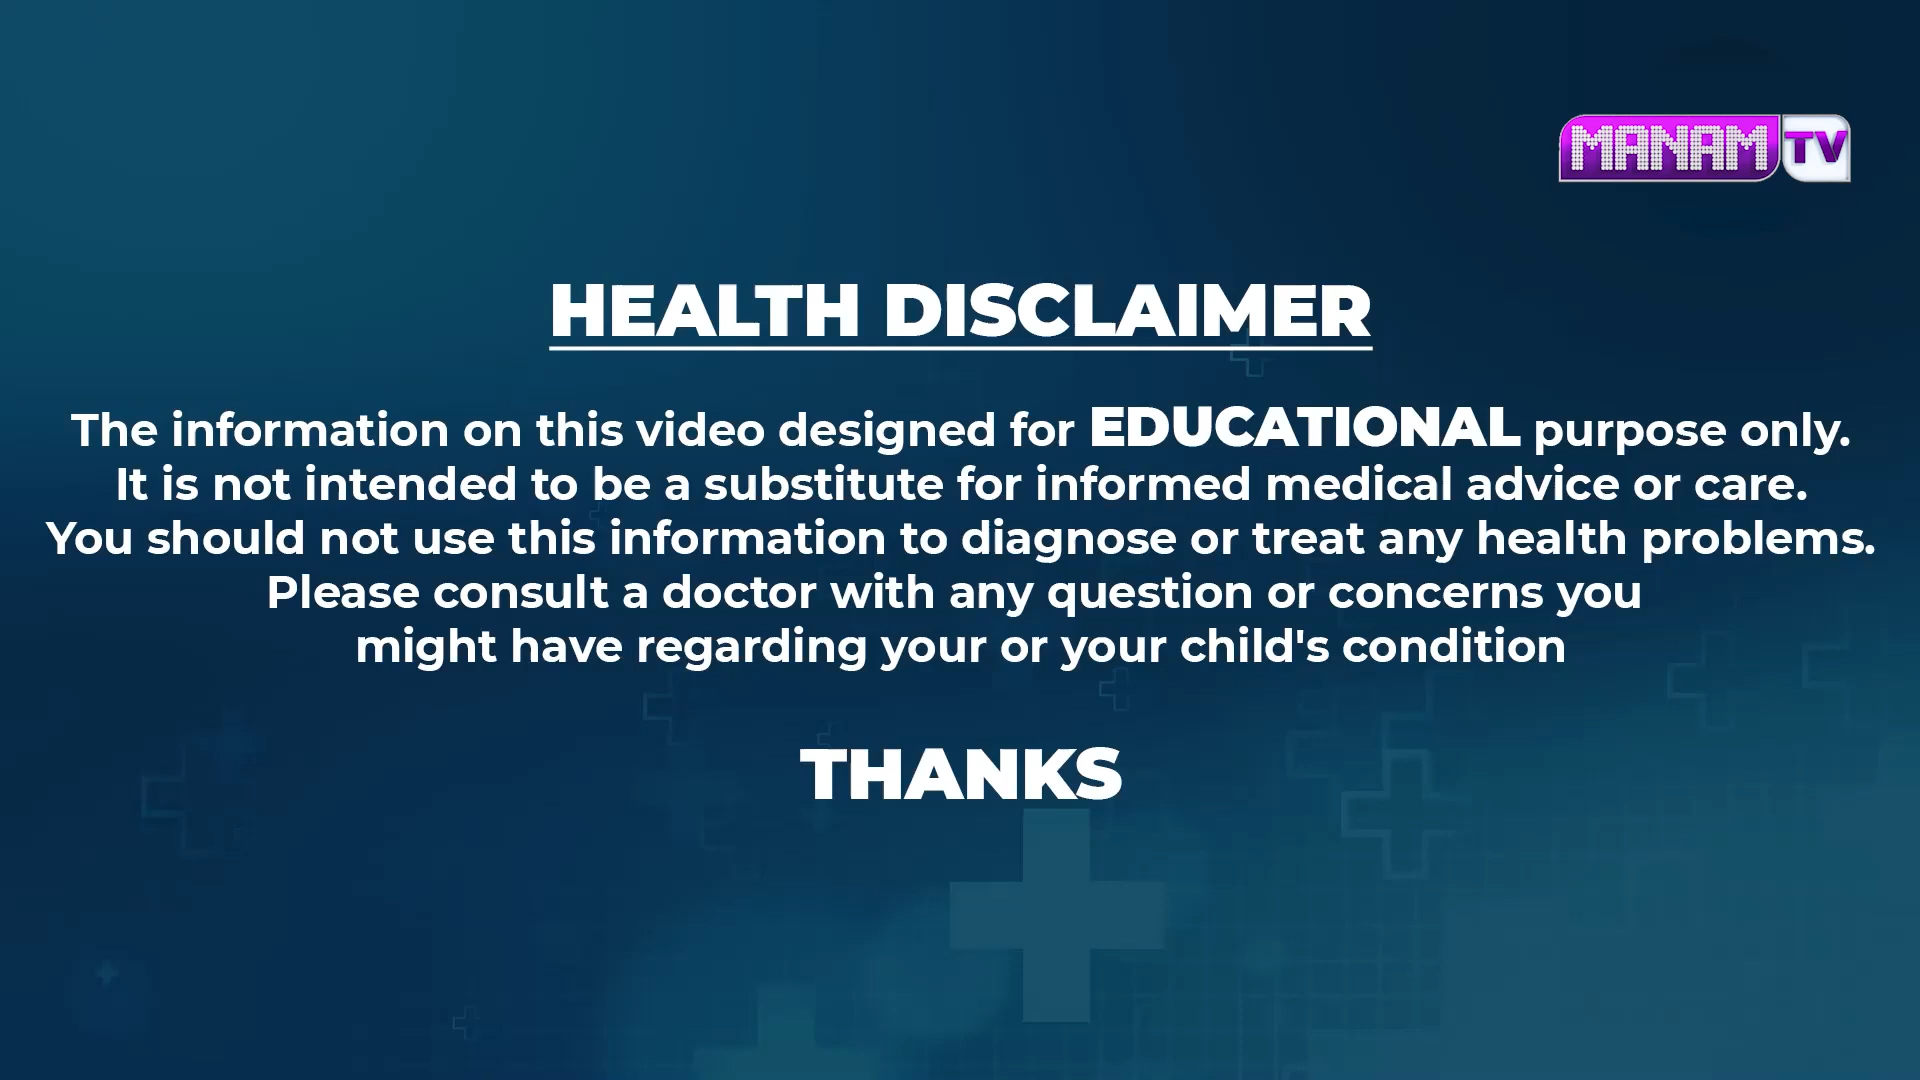 MANAM TV
HEALTH DISCLAIMER
The information on this video designed for EDUCATIONAL purpose only.
It is not intended to be a substitute for informed medical advice or care.
You should not use this information to diagnose or treat any health problems.
Please consult a doctor with any question or concerns you
might have regarding your or your child's condition
THANKS